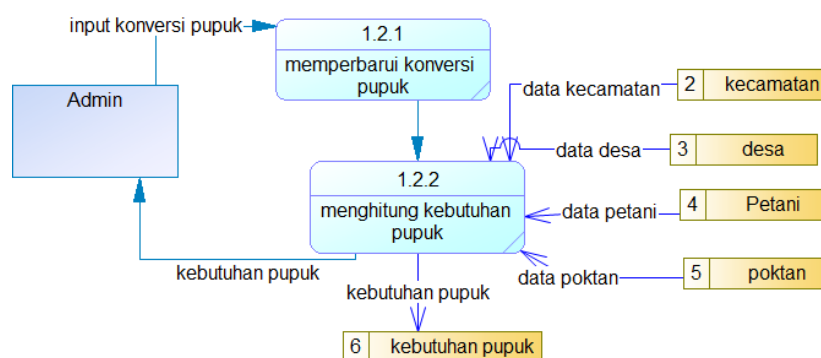 input konversi pupuk
1.2.1
memperbarui konversi
pupuk
Admin
data kecamatan
2 kecamatan
data desa
3 desa
1.2.2
menghitung kebutuhan
pupuk
data petani
4 Petani
kebutuhan pupuk
data poktan
5 poktan
kebutuhan pupuk
6 kebutuhan pupuk